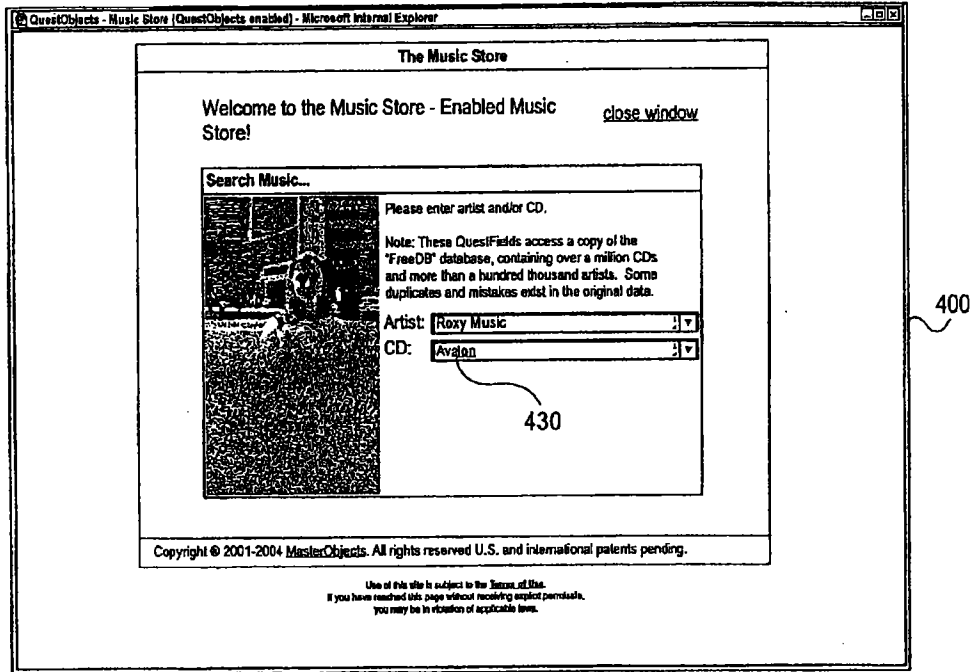 QuestObjects - Music Store (QuestObjects enabled) - Microsoft Internal Explorer
The Music Store
Welcome to the Music Store - Enabled Music
Store!
close window
Search Music...
Please enter artist and/or CD.
Note: These QuestFields access a copy of the
"FreeDB" database, containing over a million CDs
and more than a hundred thousand artists. Some
duplicates and mistakes exist in the original data.
Artist: Roxy Music
CD: Avalon
430
400
Copyright © 2001-2004 MasterObjects. All rights reserved U.S. and international patents pending.
Use of this site is subject to the Terms of Use.
If you have reached this page without receiving explicit permission,
you may be in violation of applicable laws.